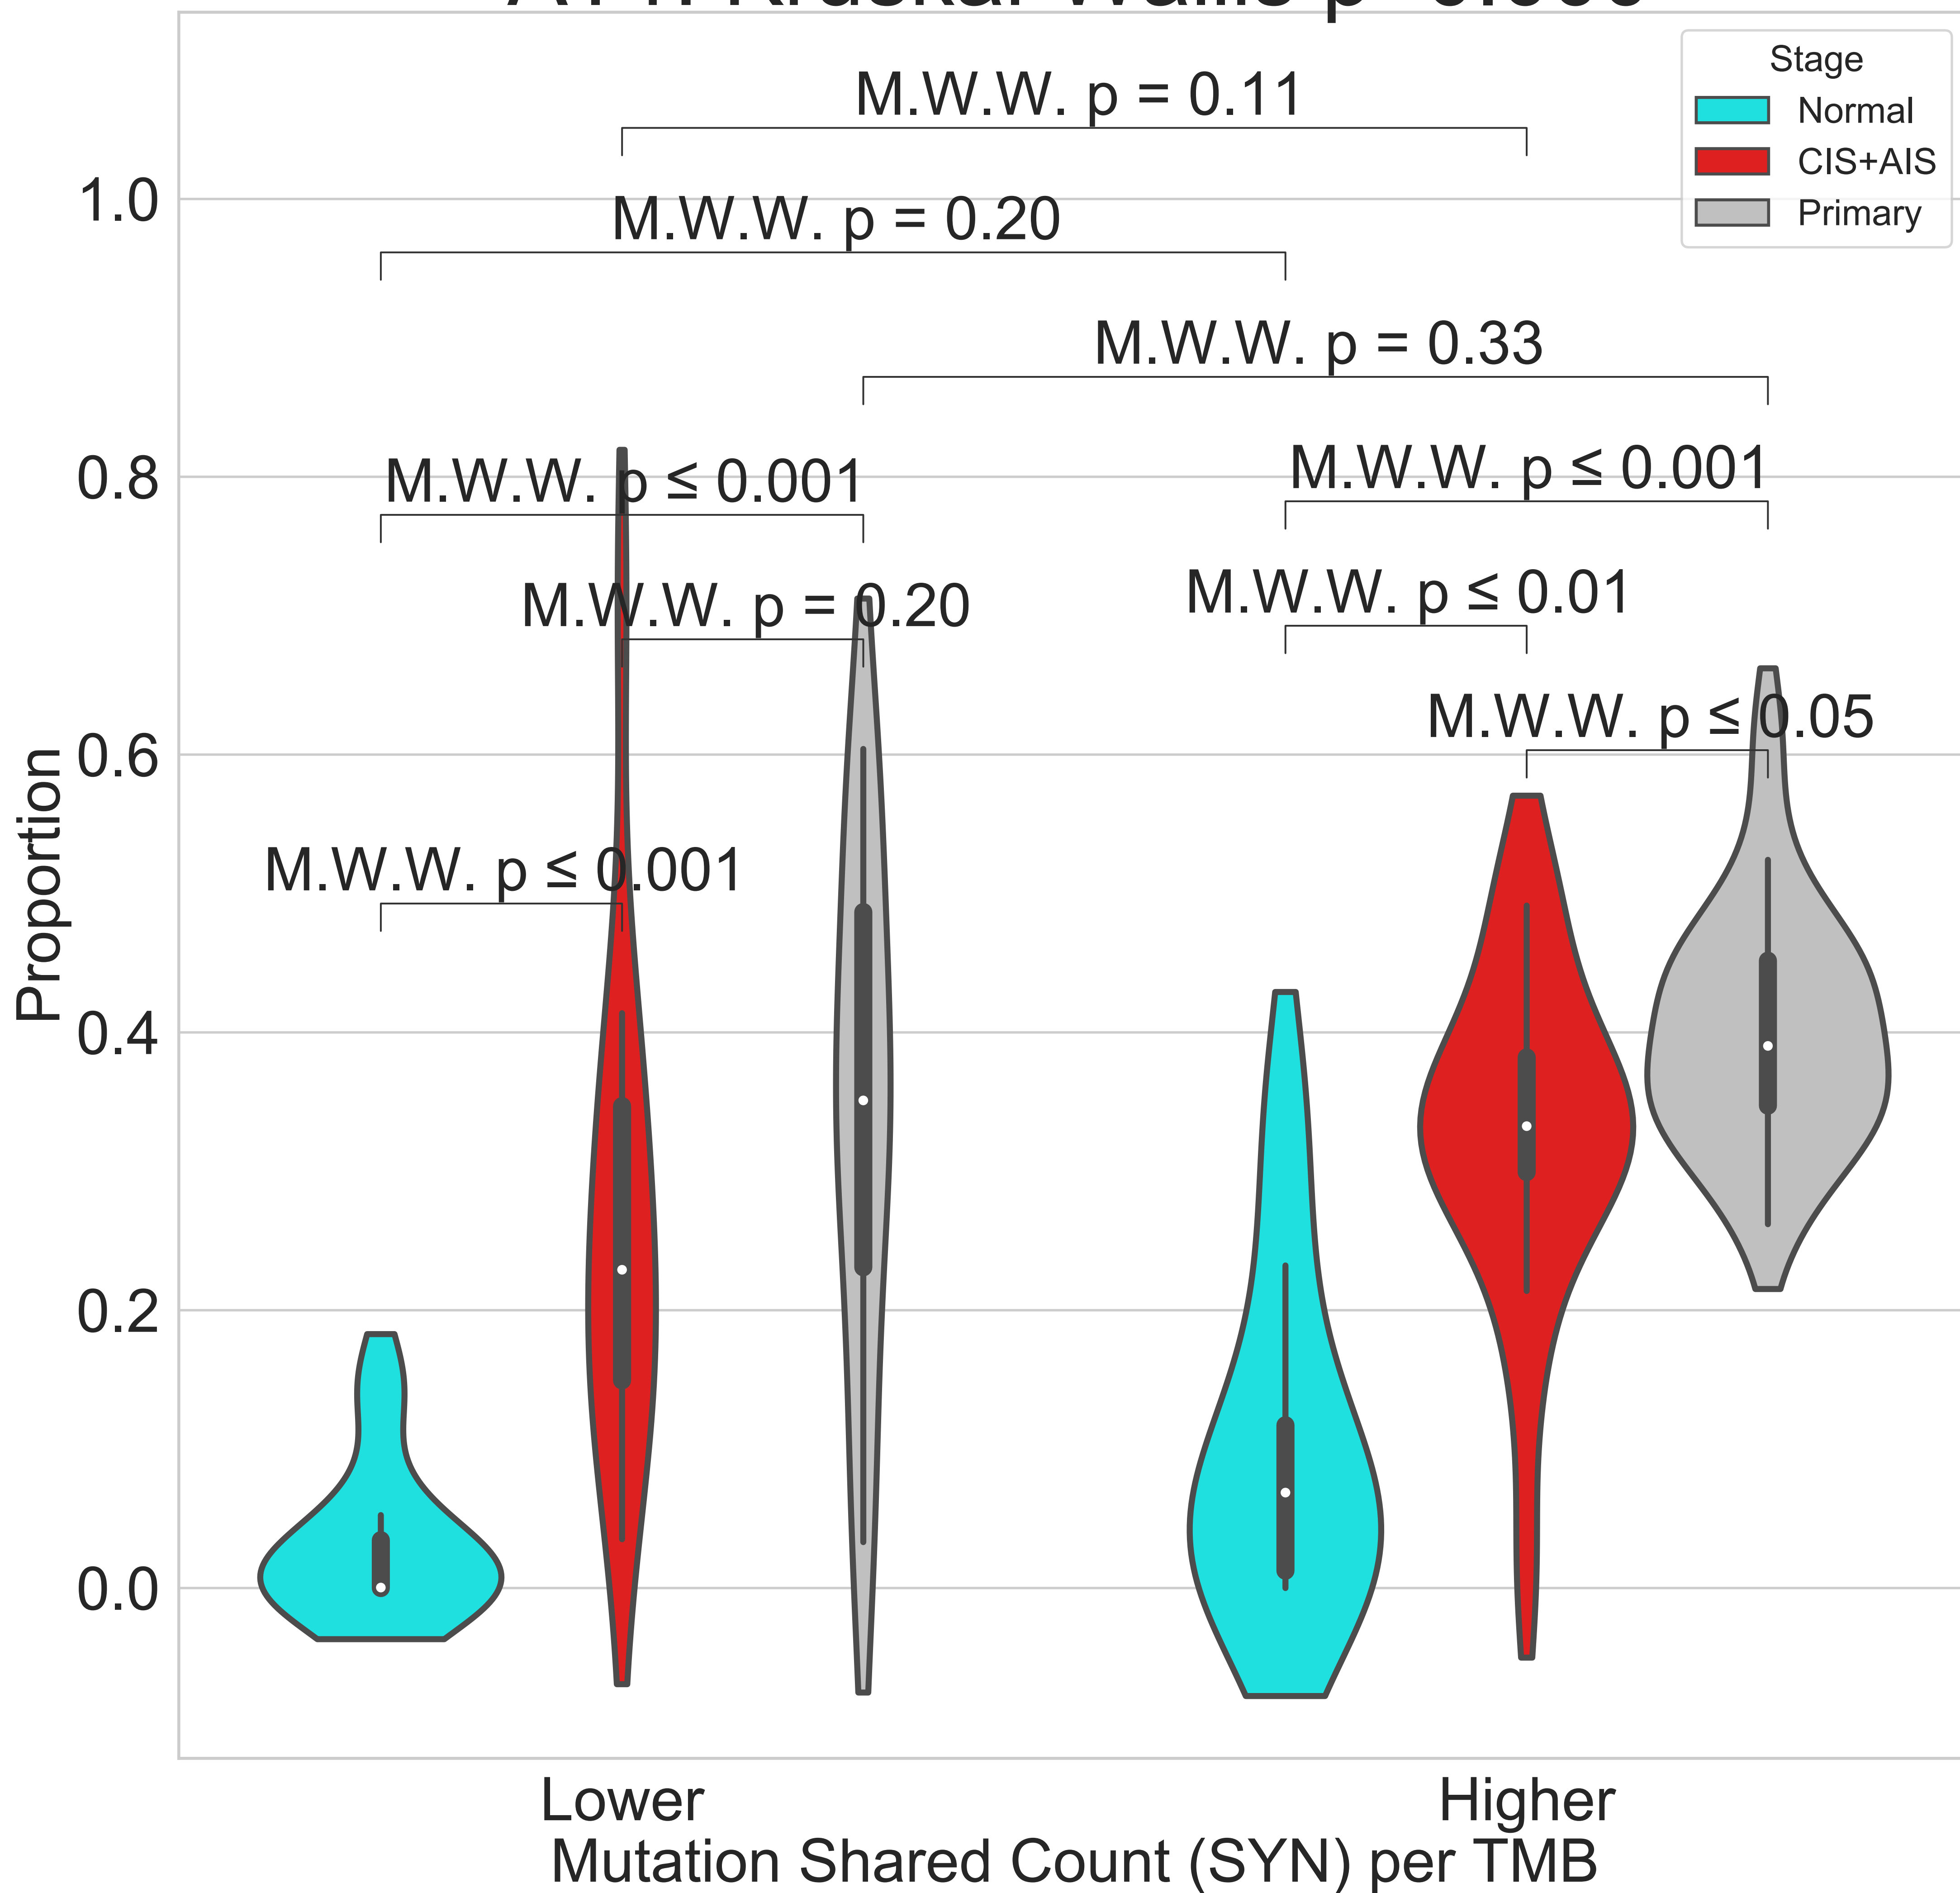 Stage
Normal
CIS+AIS
Primary
M.W.W. p = 0.11
M.W.W. p = 0.20
M.W.W. p = 0.33
M.W.W. p ≤ 0.001
M.W.W. p ≤ 0.001
M.W.W. p = 0.20
M.W.W. p ≤ 0.01
M.W.W. p ≤ 0.05
M.W.W. p ≤ 0.001
1.0
0.8
0.6
0.4
0.2
0.0
Proportion
Lower
Higher
Mutation Shared Count (SYN) per TMB